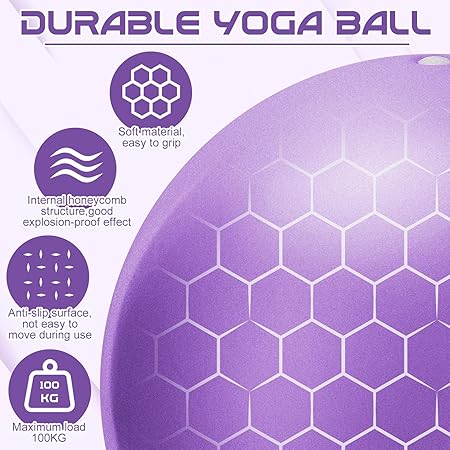 DURABLE YOGA BALL
Soft material,
easy to grip
Internal honeycomb
structure,good
explosion-proof effect
Anti-slip surface,
not easy to
move during use
100
KG
Maximum load
100KG